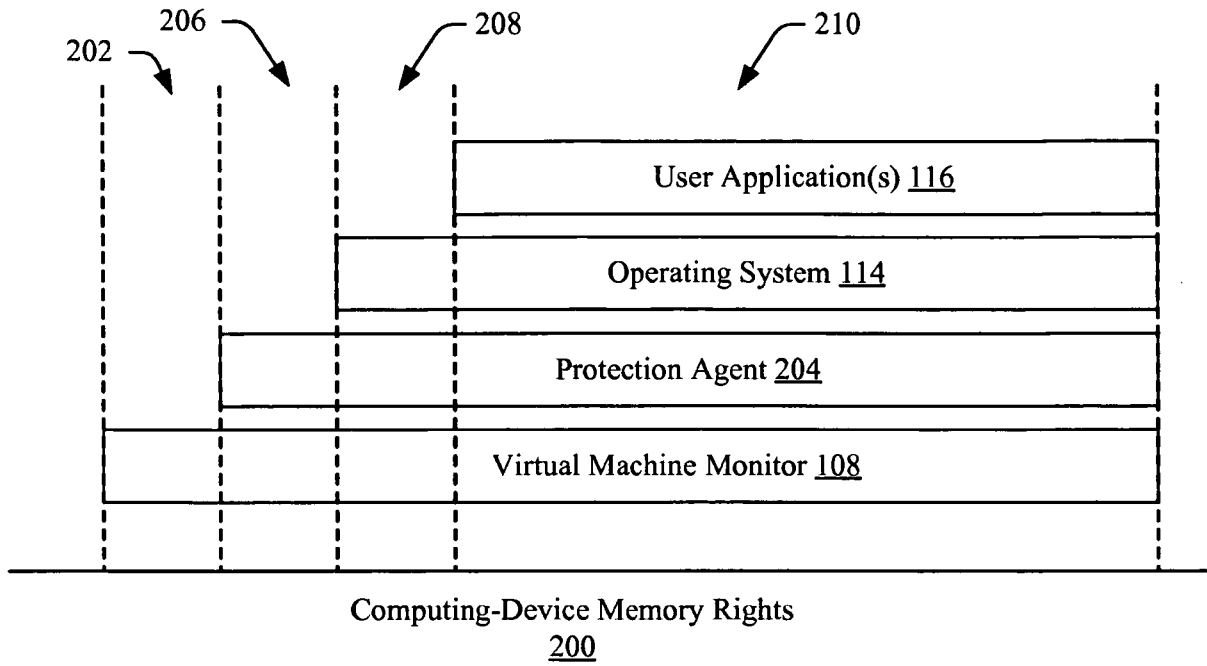 202
206
208
210
User Application(s) 116
Operating System 114
Protection Agent 204
Virtual Machine Monitor 108
Computing-Device Memory Rights
200